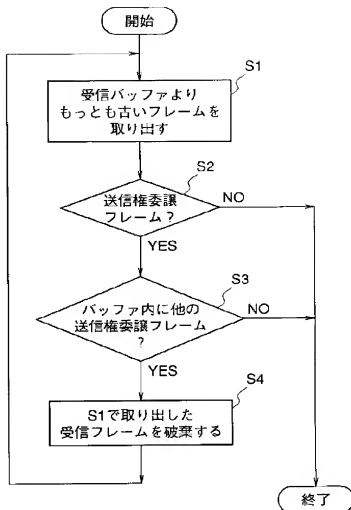 開始
S1
受信バッファより
もっとも古いフレームを
取り出す
S2
送信権委譲
フレーム？
NO
YES
S3
バッファ内に他の
送信権委譲フレーム
？
NO
YES
S4
S1で取り出した
受信フレームを破棄する
終了